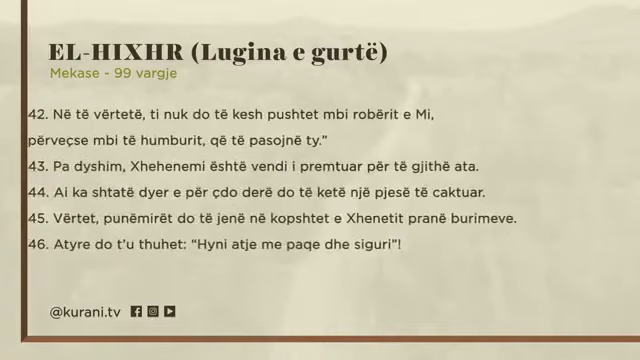 EL-HIXHR (Lugina e gurtë)
Mekase - 99 vargje
42. Në të vërtetë, ti nuk do të kesh pushtet mbi robërit e Mi,
përveçse mbi të humburit, që të pasojnë ty.”
43. Pa dyshim, Xhehenemi është vendi i premtuar për të gjithë ata.
44. Ai ka shtatë dyer e për çdo derë do të ketë një pjesë të caktuar.
45. Vërtet, punëmirët do të jenë në kopshtet e Xhenetit pranë burimeve.
46. Atyre do t’u thuhet: “Hyni atje me paqe dhe siguri”!
@kurani.tv